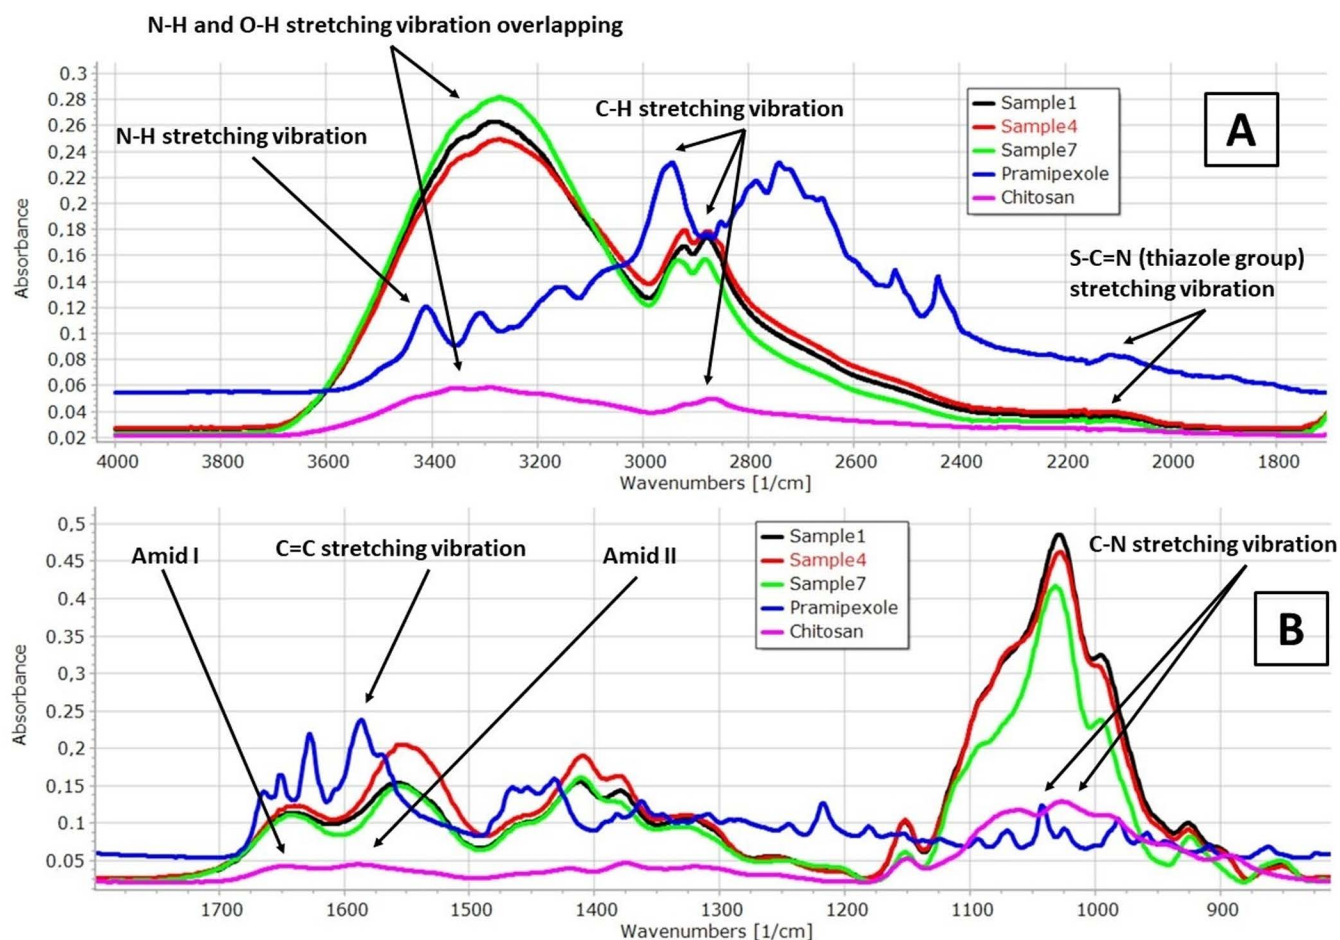 N-H and O-H stretching vibration overlapping
N-H stretching vibration
C-H stretching vibration
S-C=N (thiazole group)
stretching vibration
A
Sample1
Sample4
Sample7
Pramipexole
Chitosan
Absorbance
0.3
0.28
0.26
0.24
0.22
0.2
0.18
0.16
0.14
0.12
0.1
0.08
0.06
0.04
0.02
4000 3800 3600 3400 3200 3000 2800 2600 2400 2200 2000 1800
Wavenumbers [1/cm]
Amid I
C=C stretching vibration
Amid II
C-N stretching vibration
B
Sample1
Sample4
Sample7
Pramipexole
Chitosan
Absorbance
0,5
0.45
0.4
0.35
0.3
0.25
0.2
0.15
0.1
0.05
1700 1600 1500 1400 1300 1200 1100 1000 900
Wavenumbers [1/cm]